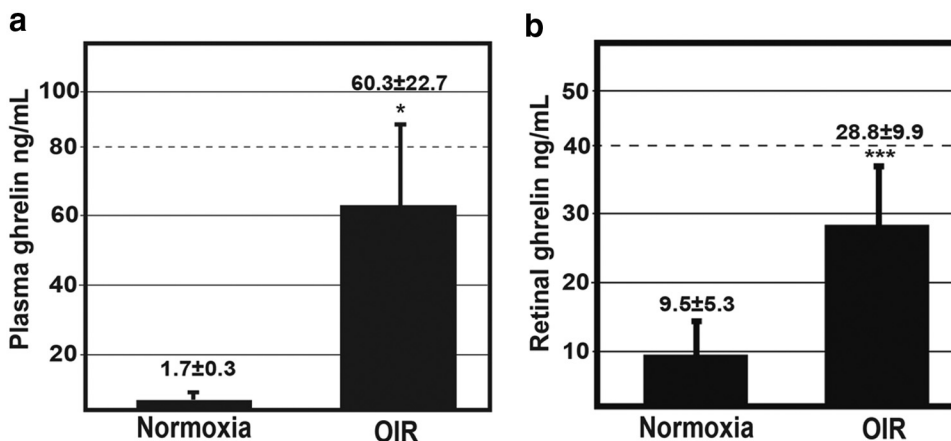 a
Plasma ghrelin ng/mL
100
80
60
40
20
60.3±22.7
*
1.7±0.3
Normoxia
OIR
b
Retinal ghrelin ng/mL
50
40
30
20
10
28.8±9.9
***
9.5±5.3
Normoxia
OIR